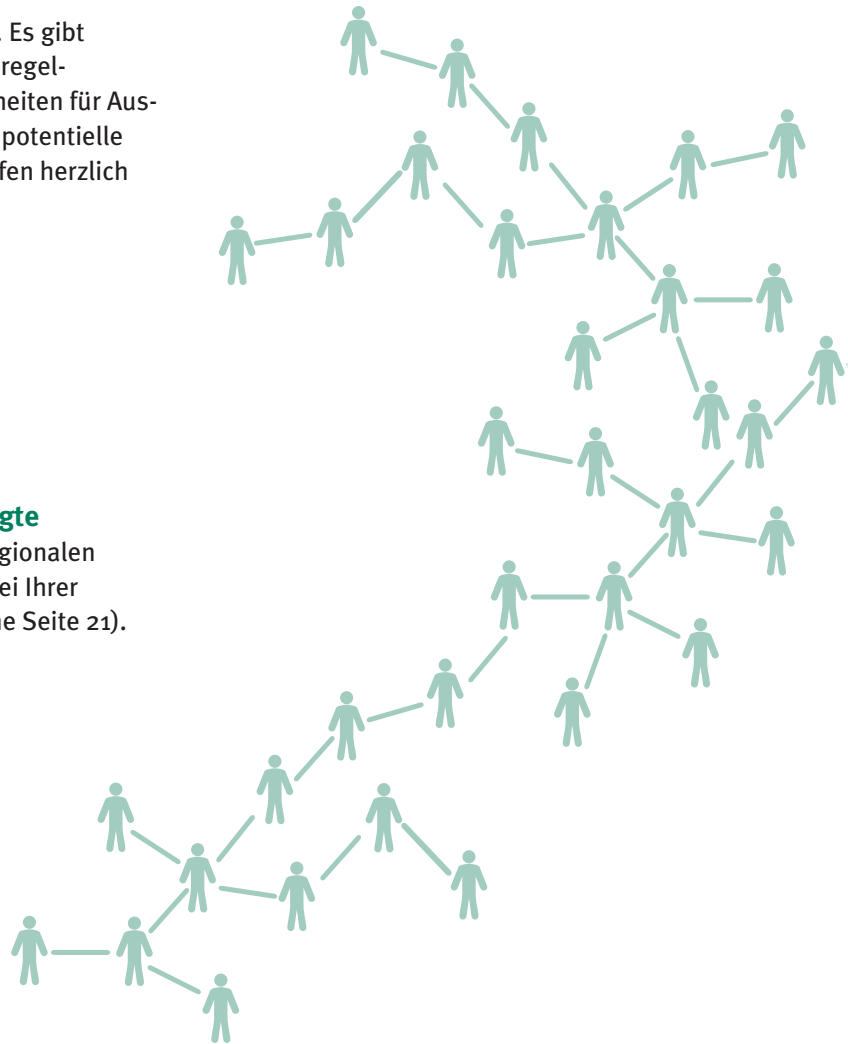 . Es gibt
regel-
heiten für Aus-
potentielle
fen herzlich
gte
gionalen
ei Ihrer
ne Seite 21).